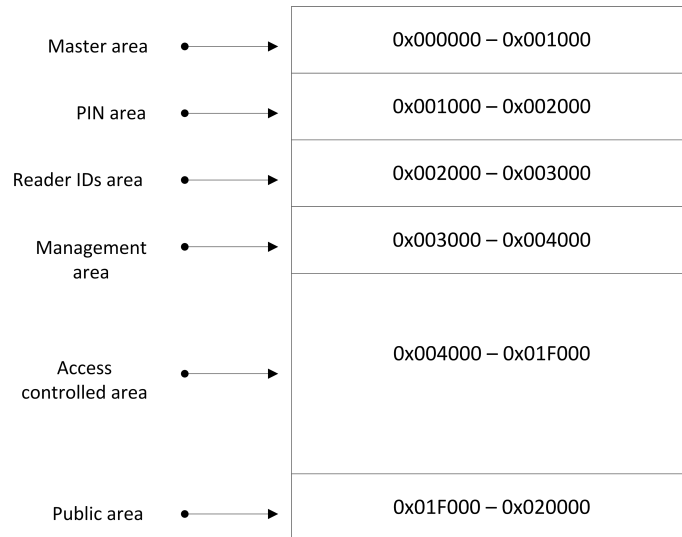 Master area
0x000000 – 0x001000
PIN area
0x001000 – 0x002000
Reader IDs area
0x002000 – 0x003000
Management
area
0x003000 – 0x004000
Access
controlled area
0x004000 – 0x01F000
Public area
0x01F000 – 0x020000